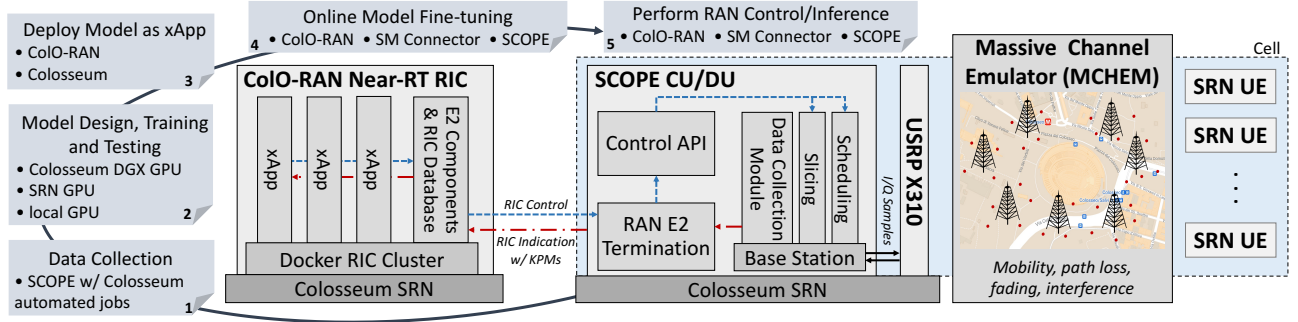 Deploy Model as xApp
• ColO-RAN
• Colosseum
3
Model Design, Training
and Testing
• Colosseum DGX GPU
• SRN GPU
• local GPU
2
Data Collection
• SCOPE w/ Colosseum
automated jobs
1
Online Model Fine-tuning
4
• ColO-RAN • SM Connector • SCOPE
Perform RAN Control/Inference
5
• ColO-RAN • SM Connector • SCOPE
ColO-RAN Near-RT RIC
xApp
xApp
xApp
E2 Components
& RIC Database
Docker RIC Cluster
Colosseum SRN
RIC Control
RIC Indication
w/ KPMs
SCOPE CU/DU
Control API
RAN E2
Termination
Data Collection
Module
Slicing
Scheduling
Base Station
Colosseum SRN
I/Q Samples
USRP X310
Massive Channel
Emulator (MCHEM)
Mobility, path loss,
fading, interference
Cell
SRN UE
SRN UE
SRN UE